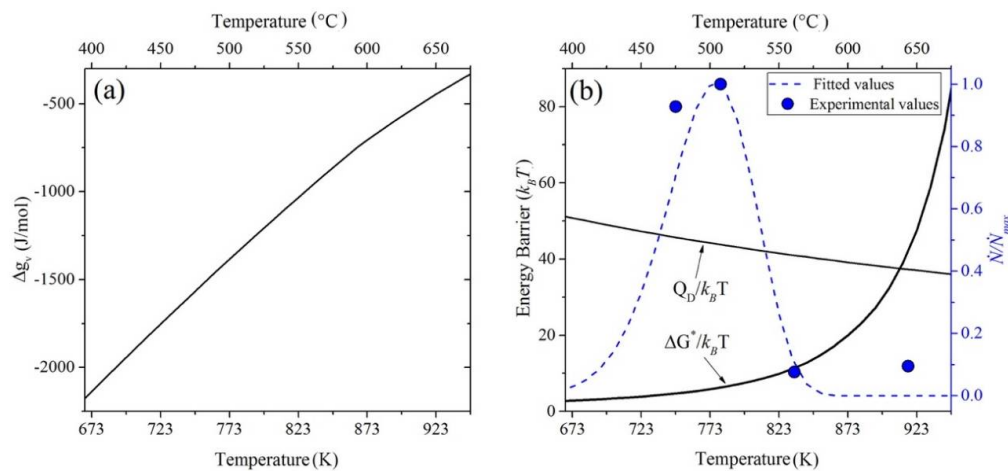 Temperature (°C)
400 450 500 550 600 650
(a)
-500
-1000
-1500
-2000
Δg_v (J/mol)
673 723 773 823 873 923
Temperature (K)
Temperature (°C)
400 450 500 550 600 650
(b)
Fitted values
Experimental values
80
60
40
20
0
Energy Barrier (k_BT)
Q_D/k_BT
ΔG*/k_BT
1.0
0.8
0.6
0.4
0.2
0.0
Ṅ/Ṅ_max
673 723 773 823 873 923
Temperature (K)